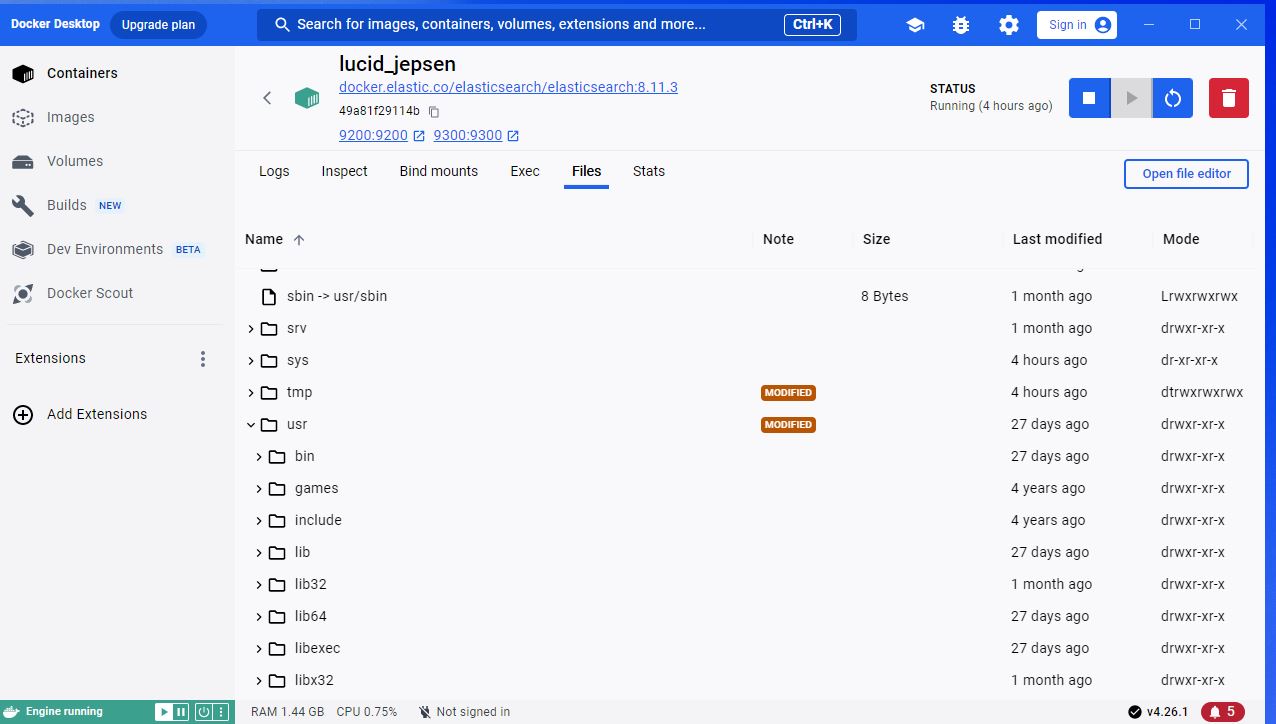 Docker Desktop Upgrade plan Search for images, containers, volumes, extensions and more... Ctrl+K Sign in
Containers
Images
Volumes
Builds NEW
Dev Environments BETA
Docker Scout
Extensions
Add Extensions
lucid_jepsen
docker.elastic.co/elasticsearch/elasticsearch:8.11.3
49a81f29114b
9200:9200 9300:9300
STATUS
Running (4 hours ago)
Logs Inspect Bind mounts Exec Files Stats
Open file editor
Name Note Size Last modified Mode
sbin -> usr/sbin 8 Bytes 1 month ago Lrwxrwxrwx
srv 1 month ago drwxr-xr-x
sys 4 hours ago dr-xr-xr-x
tmp MODIFIED 4 hours ago dtrwxrwxrwx
usr MODIFIED 27 days ago drwxr-xr-x
bin 27 days ago drwxr-xr-x
games 4 years ago drwxr-xr-x
include 4 years ago drwxr-xr-x
lib 27 days ago drwxr-xr-x
lib32 1 month ago drwxr-xr-x
lib64 27 days ago drwxr-xr-x
libexec 27 days ago drwxr-xr-x
libx32 1 month ago drwxr-xr-x
Engine running RAM 1.44 GB CPU 0.75% Not signed in v4.26.1 5